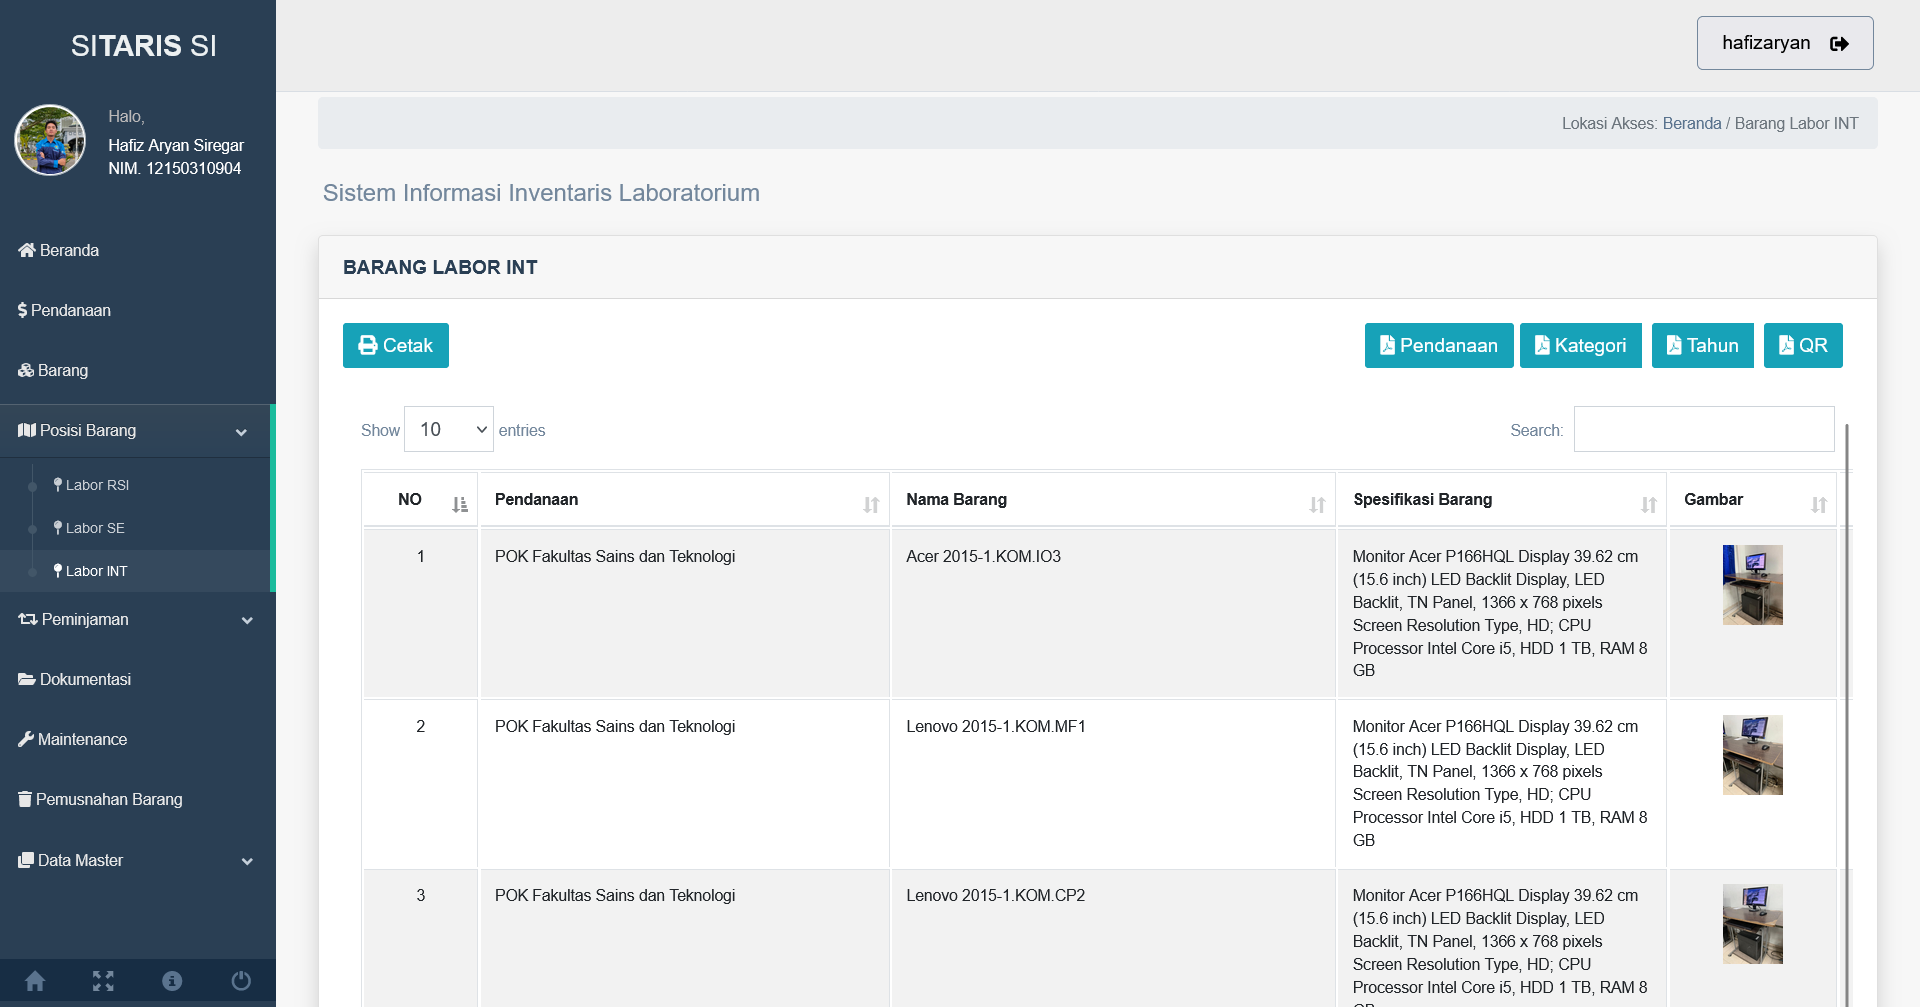 SITARIS SI
Halo,
Hafiz Aryan Siregar
NIM. 12150310904
Beranda
Pendanaan
Barang
Posisi Barang
Labor RSI
Labor SE
Labor INT
Peminjaman
Dokumentasi
Maintenance
Pemusnahan Barang
Data Master
hafizaryan
Lokasi Akses: Beranda / Barang Labor INT
Sistem Informasi Inventaris Laboratorium
BARANG LABOR INT
Cetak
Pendanaan
Kategori
Tahun
QR
Show 10 entries
Search:
NO Pendanaan Nama Barang Spesifikasi Barang Gambar
1 POK Fakultas Sains dan Teknologi Acer 2015-1.KOM.IO3 Monitor Acer P166HQL Display 39.62 cm
(15.6 inch) LED Backlit Display, LED
Backlit, TN Panel, 1366 x 768 pixels
Screen Resolution Type, HD; CPU
Processor Intel Core i5, HDD 1 TB, RAM 8
GB
2 POK Fakultas Sains dan Teknologi Lenovo 2015-1.KOM.MF1 Monitor Acer P166HQL Display 39.62 cm
(15.6 inch) LED Backlit Display, LED
Backlit, TN Panel, 1366 x 768 pixels
Screen Resolution Type, HD; CPU
Processor Intel Core i5, HDD 1 TB, RAM 8
GB
3 POK Fakultas Sains dan Teknologi Lenovo 2015-1.KOM.CP2 Monitor Acer P166HQL Display 39.62 cm
(15.6 inch) LED Backlit Display, LED
Backlit, TN Panel, 1366 x 768 pixels
Screen Resolution Type, HD; CPU
Processor Intel Core i5, HDD 1 TB, RAM 8